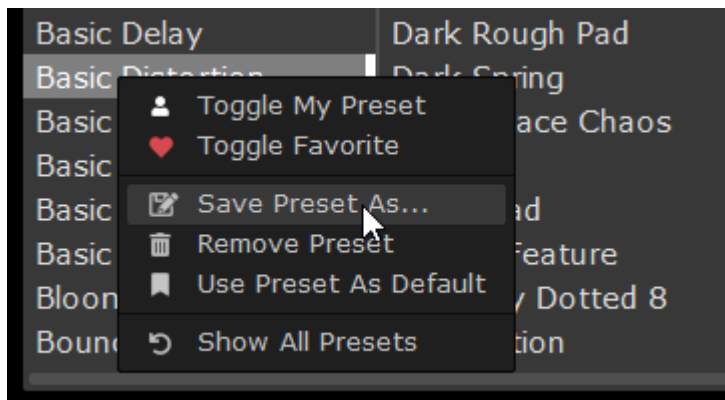 Basic Delay
Dark Rough Pad
Basic Distortion
Dark Spring
Toggle My Preset
Basic
ace Chaos
Toggle Favorite
Basic
Save Preset As...
Basic
ad
Remove Preset
Basic
Feature
Use Preset As Default
Bloon
y Dotted 8
Show All Presets
Boun
tion